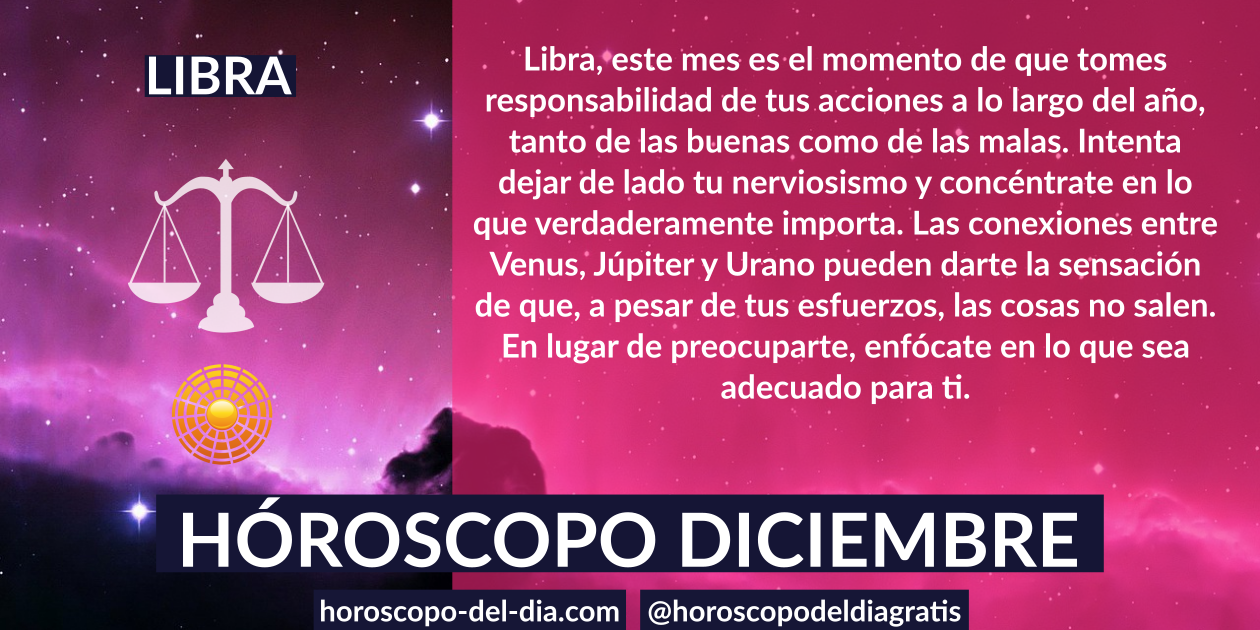 LIBRA
Libra, este mes es el momento de que tomes
responsabilidad de tus acciones a lo largo del año,
tanto de las buenas como de las malas. Intenta
dejar de lado tu nerviosismo y concéntrate en lo
que verdaderamente importa. Las conexiones entre
Venus, Júpiter y Urano pueden darte la sensación
de que, a pesar de tus esfuerzos, las cosas no salen.
En lugar de preocuparte, enfócate en lo que sea
adecuado para ti.
HÓROSCOPO DICIEMBRE
horoscopo-del-dia.com
@horoscopodeldiagratis